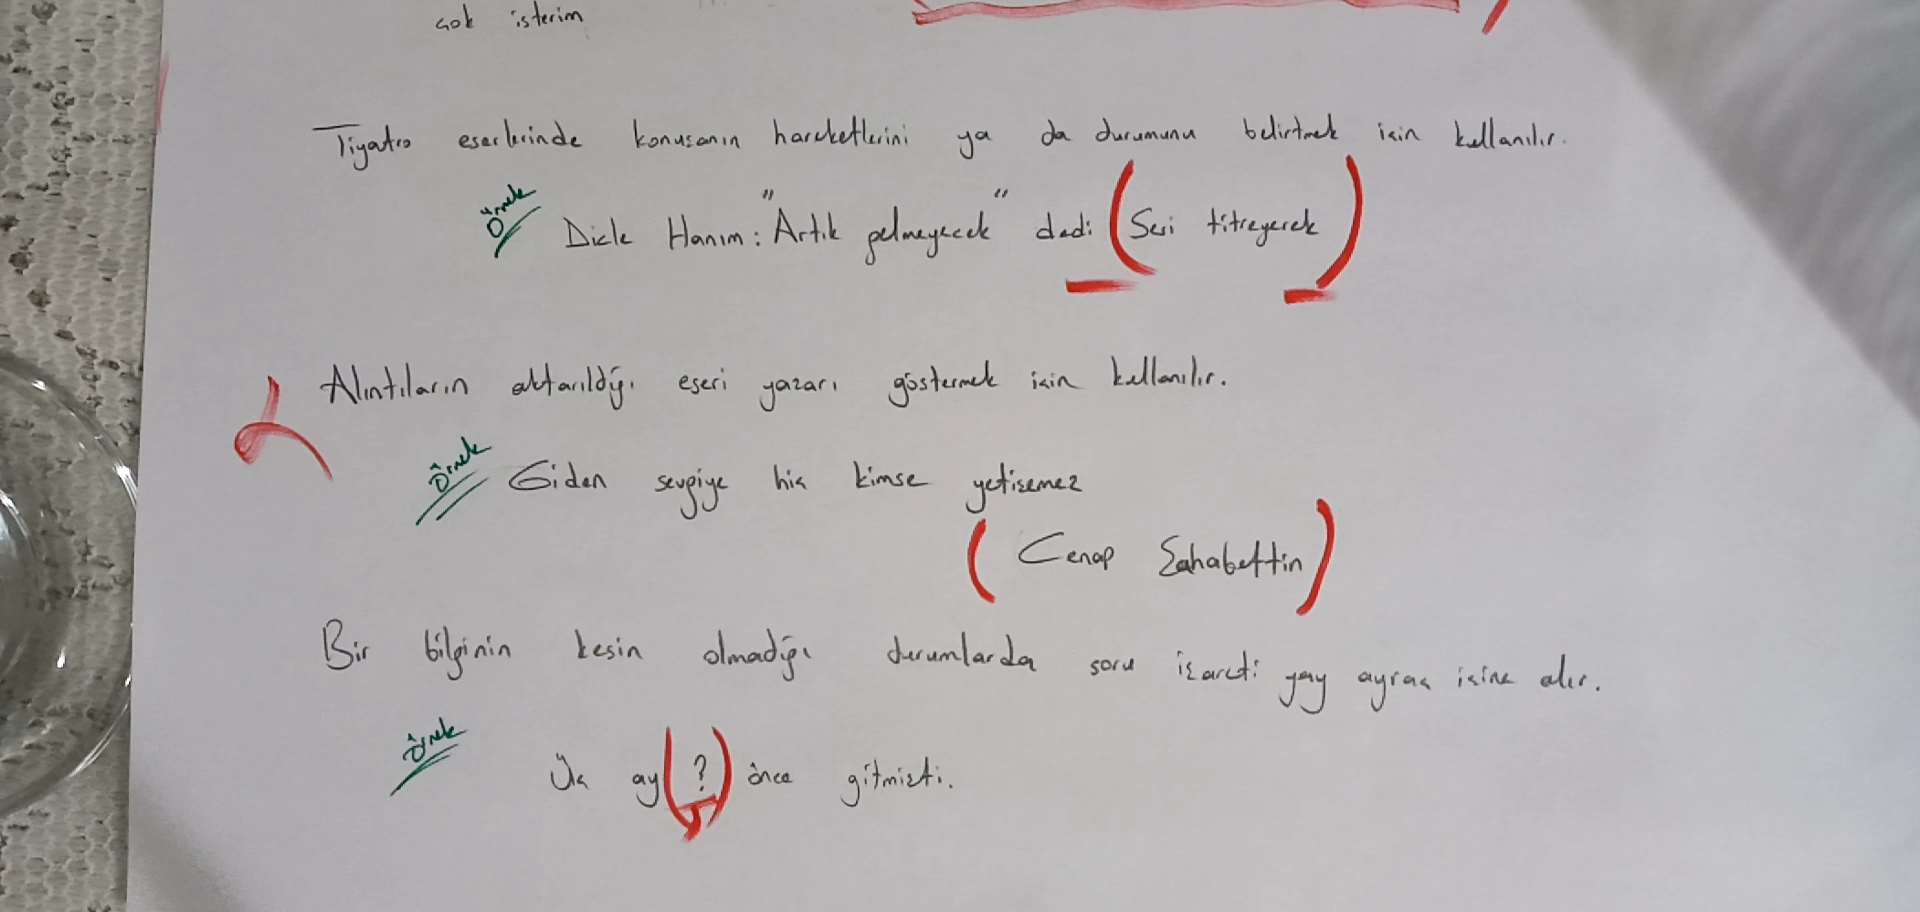 çok isterim
Tiyatro eserlerinde konuşanın hareketlerini ya da durumunu belirtmek için kullanılır.
Örnek Dicle Hanım: "Artık gelmeyecek" dedi (Sesi titreyerek)
Alıntıların aktarıldığı eseri yazarı göstermek için kullanılır.
Örnek Giden sevgiye hiç kimse yetişemez
(Cenap Şahabettin)
Bir bilginin kesin olmadığı durumlarda soru işareti yay ayraç içine alır.
Örnek Üç ay(?) önce gitmişti.